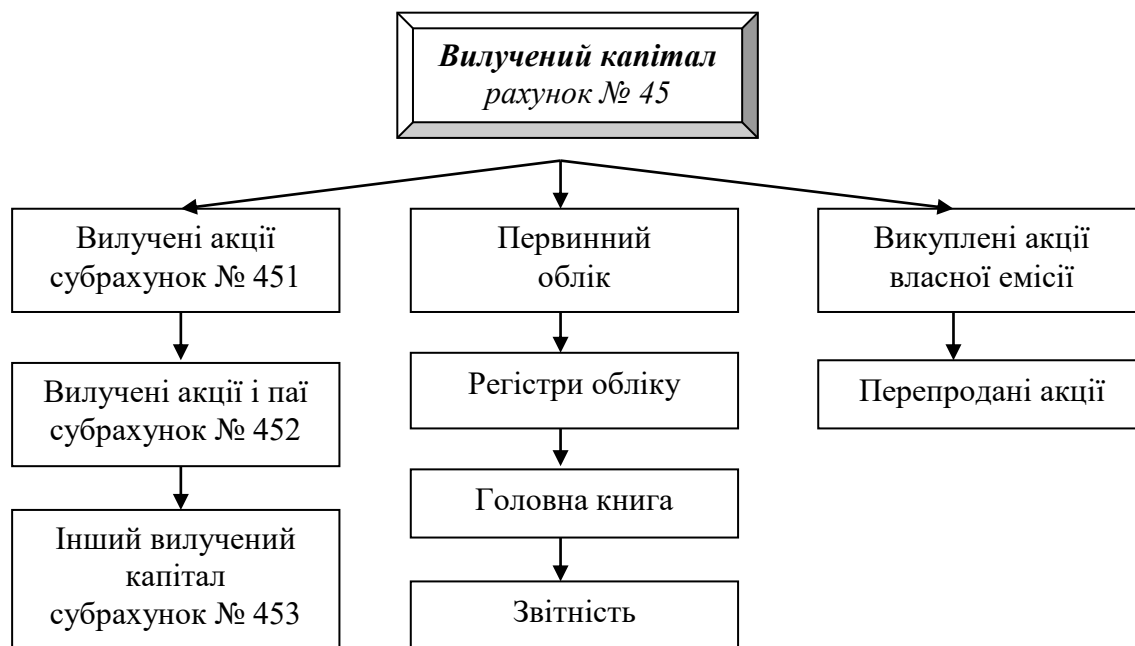 Вилучений капітал
рахунок № 45
Вилучені акції
субрахунок № 451
Первинний
облік
Викуплені акції
власної емісії
Вилучені акції і паї
субрахунок № 452
Регістри обліку
Перепродані акції
Головна книга
Інший вилучений
капітал
субрахунок № 453
Звітність